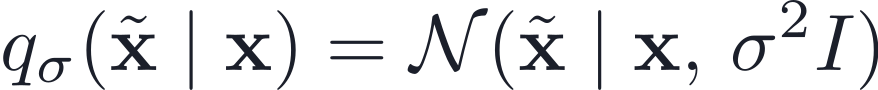 q_σ(x̃ | x) = 𝒩(x̃ | x, σ²I)